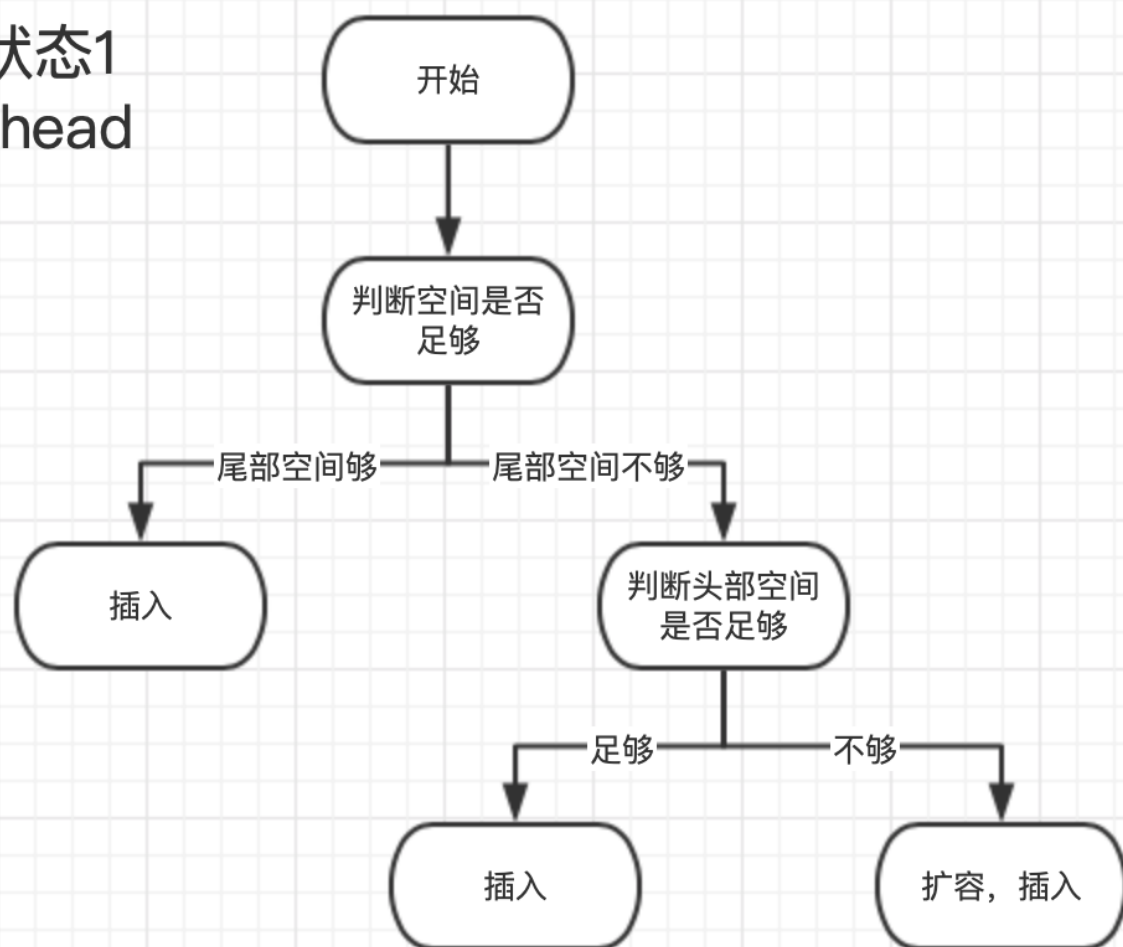 状态1
head
开始
判断空间是否
足够
尾部空间够
尾部空间不够
插入
判断头部空间
是否足够
足够
不够
插入
扩容，插入